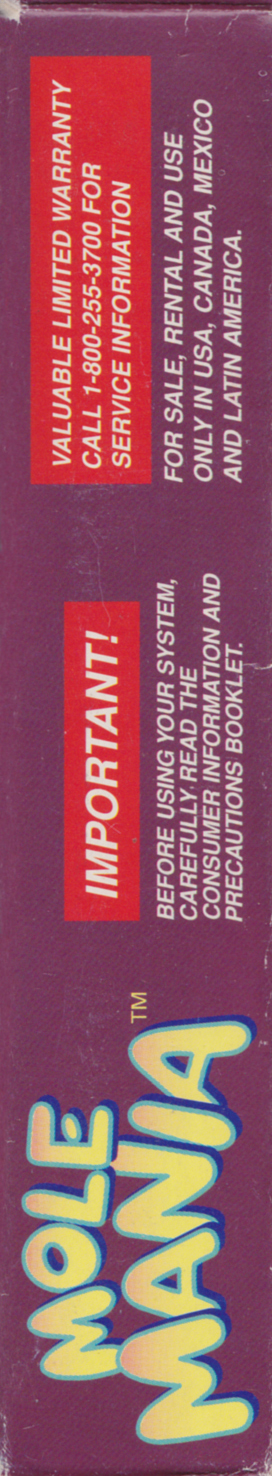 MOLE
MANIA™
IMPORTANT!
BEFORE USING YOUR SYSTEM,
CAREFULLY READ THE
CONSUMER INFORMATION AND
PRECAUTIONS BOOKLET.
VALUABLE LIMITED WARRANTY
CALL 1-800-255-3700 FOR
SERVICE INFORMATION
FOR SALE, RENTAL AND USE
ONLY IN USA, CANADA, MEXICO
AND LATIN AMERICA.